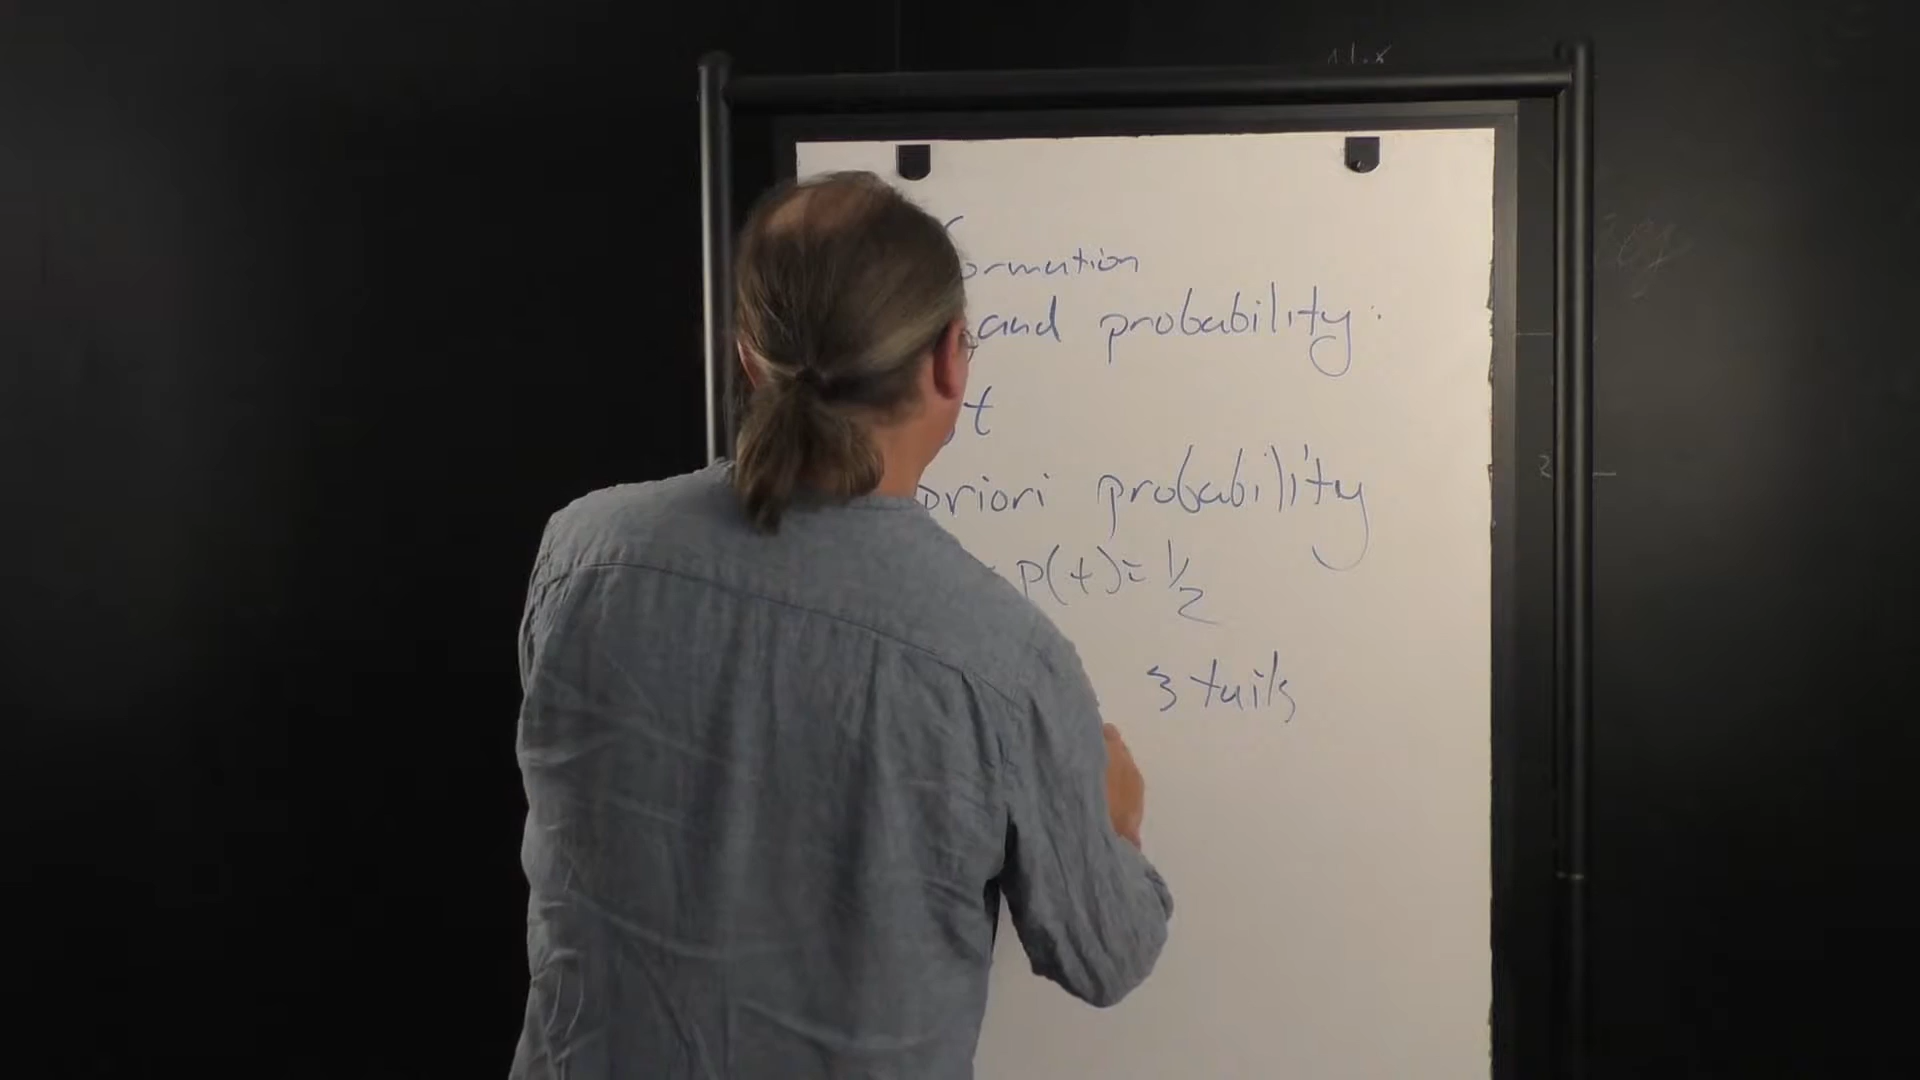 ormation
and probability:
t
priori probability
= p(t) = 1/2
3 tails